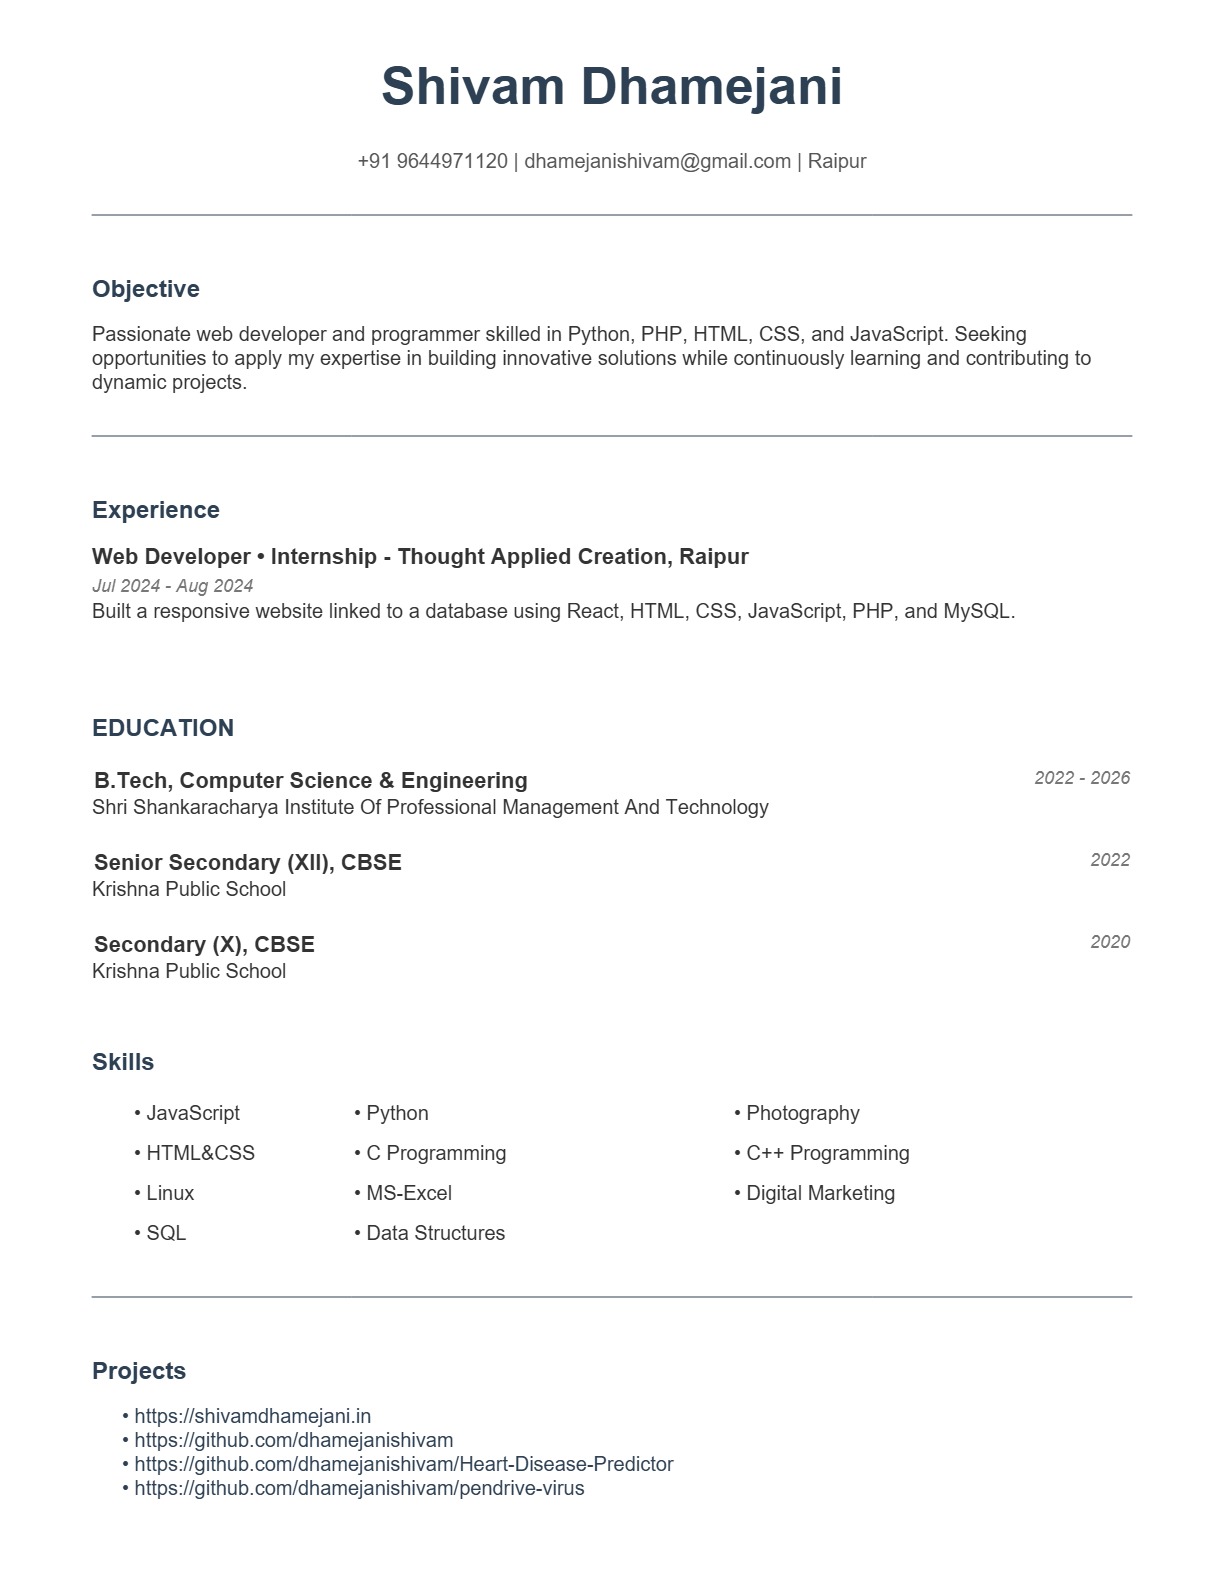 Shivam Dhamejani
+91 9644971120 | dhamejanishivam@gmail.com | Raipur
Objective
Passionate web developer and programmer skilled in Python, PHP, HTML, CSS, and JavaScript. Seeking
opportunities to apply my expertise in building innovative solutions while continuously learning and contributing to
dynamic projects.
Experience
Web Developer • Internship - Thought Applied Creation, Raipur
Jul 2024 - Aug 2024
Built a responsive website linked to a database using React, HTML, CSS, JavaScript, PHP, and MySQL.
EDUCATION
B.Tech, Computer Science & Engineering 2022 - 2026
Shri Shankaracharya Institute Of Professional Management And Technology
Senior Secondary (XII), CBSE 2022
Krishna Public School
Secondary (X), CBSE 2020
Krishna Public School
Skills
• JavaScript • Python • Photography
• HTML&CSS • C Programming • C++ Programming
• Linux • MS-Excel • Digital Marketing
• SQL • Data Structures
Projects
• https://shivamdhamejani.in
• https://github.com/dhamejanishivam
• https://github.com/dhamejanishivam/Heart-Disease-Predictor
• https://github.com/dhamejanishivam/pendrive-virus